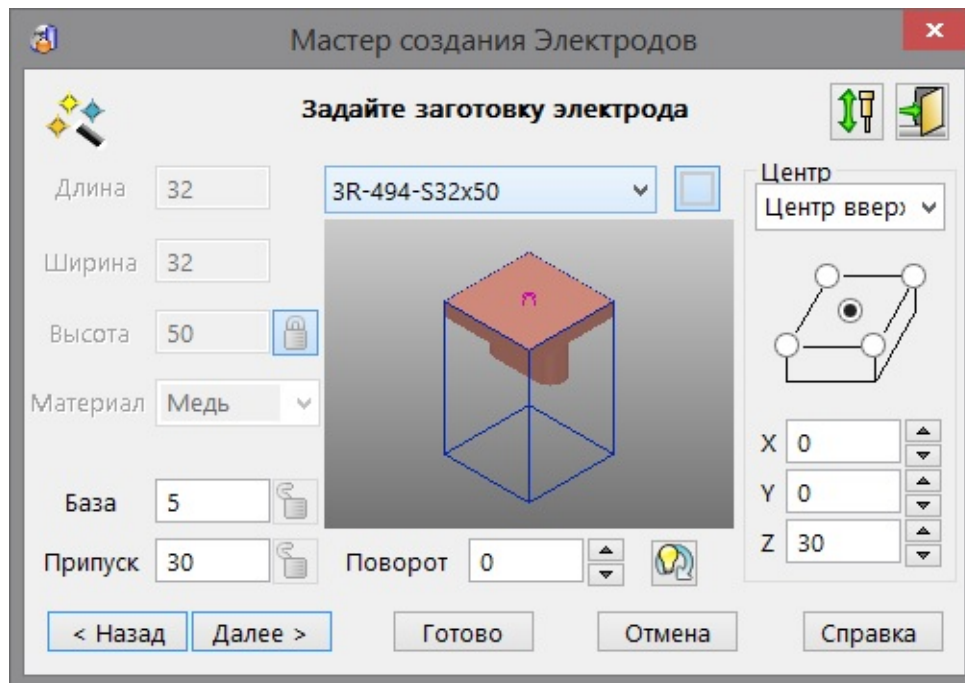 Мастер создания Электродов
x
Задайте заготовку электрода
Длина 32
3R-494-S32x50
Центр
Центр вверх
Ширина 32
Высота 50
Материал Медь
X 0
Y 0
Z 30
База 5
Припуск 30
Поворот 0
< Назад
Далее >
Готово
Отмена
Справка